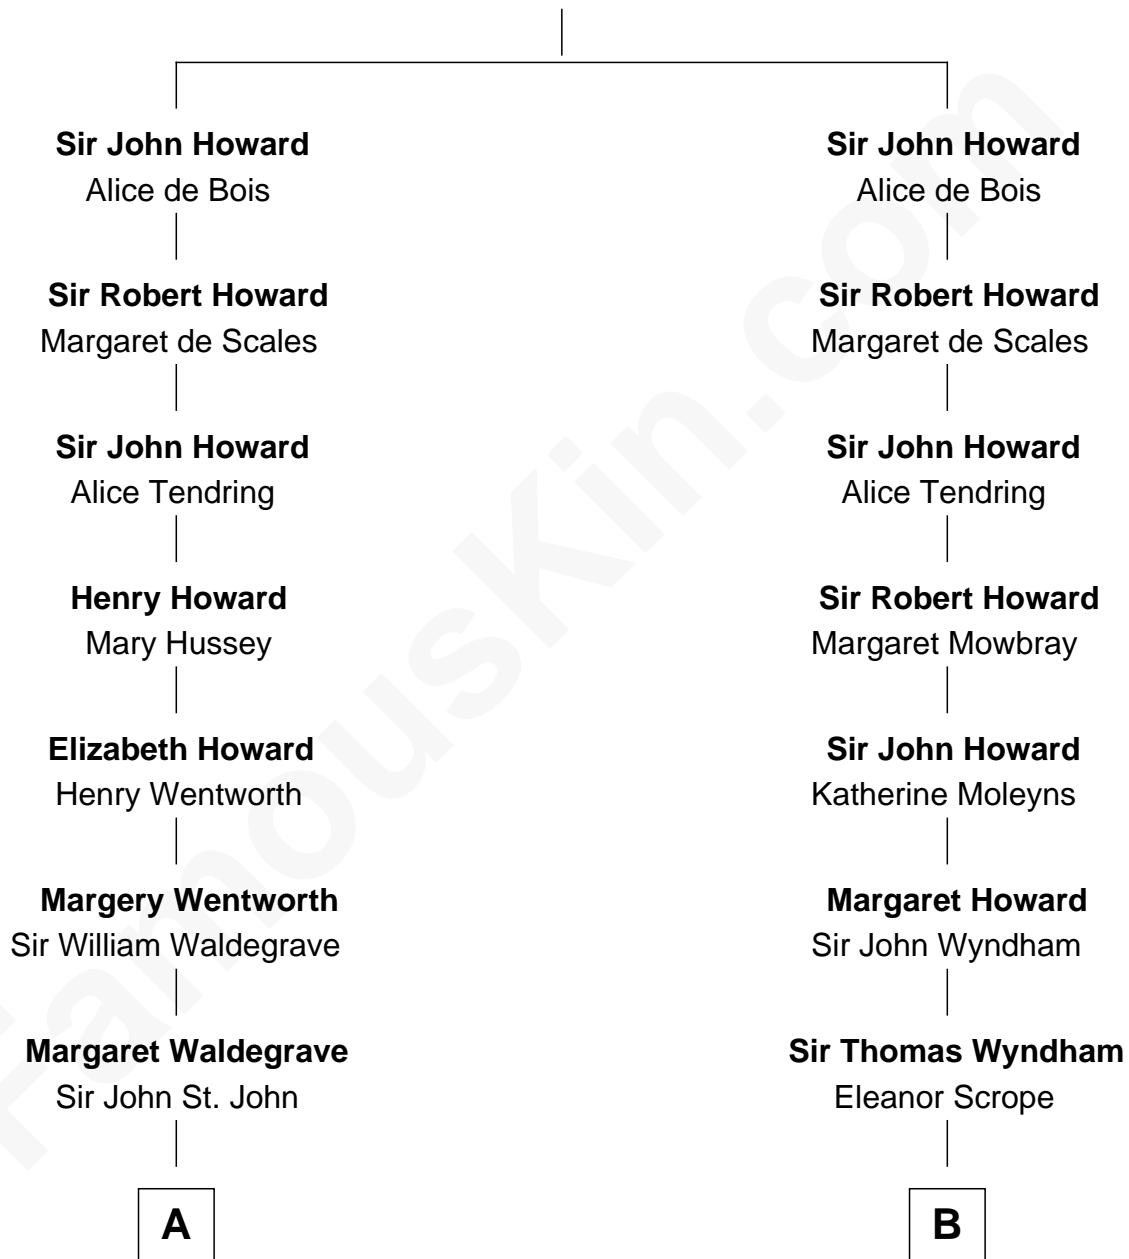 Sir John Howard
Alice de Bois
Sir Robert Howard
Margaret de Scales
Sir John Howard
Alice Tendring
Henry Howard
Mary Hussey
Elizabeth Howard
Henry Wentworth
Margery Wentworth
Sir William Waldegrave
Margaret Waldegrave
Sir John St. John
A
Sir John Howard
Alice de Bois
Sir Robert Howard
Margaret de Scales
Sir John Howard
Alice Tendring
Sir Robert Howard
Margaret Mowbray
Sir John Howard
Katherine Moleyns
Margaret Howard
Sir John Wyndham
Sir Thomas Wyndham
Eleanor Scrope
B
FamousKin.com